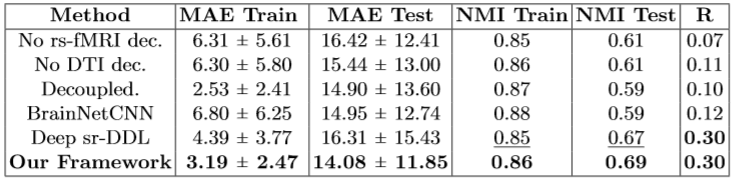 Method MAE Train MAE Test NMI Train NMI Test R
No rs-fMRI dec. 6.31 ± 5.61 16.42 ± 12.41 0.85 0.61 0.07
No DTI dec. 6.30 ± 5.80 15.44 ± 13.00 0.86 0.61 0.11
Decoupled. 2.53 ± 2.41 14.90 ± 13.60 0.87 0.59 0.10
BrainNetCNN 6.80 ± 6.25 14.95 ± 12.74 0.88 0.59 0.12
Deep sr-DDL 4.39 ± 3.77 16.31 ± 15.43 0.85 0.67 0.30
Our Framework 3.19 ± 2.47 14.08 ± 11.85 0.86 0.69 0.30